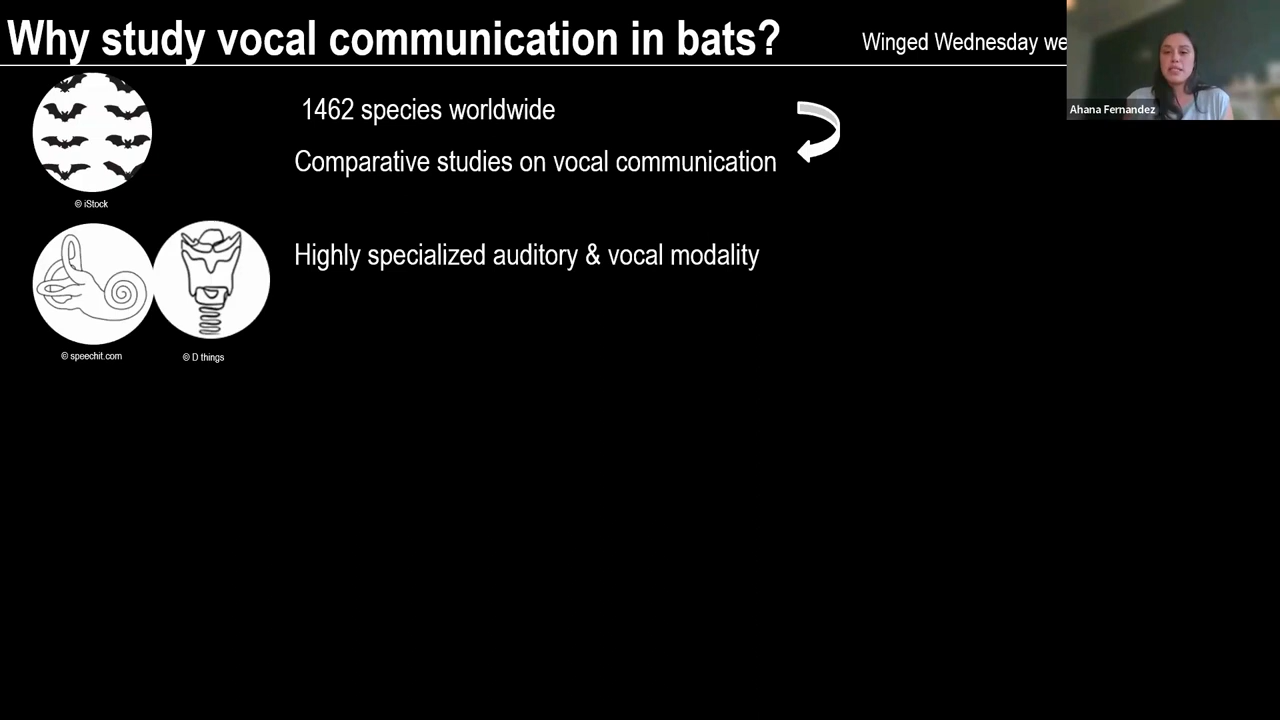 Why study vocal communication in bats?
Winged Wednesday we
Ahana Fernandez
1462 species worldwide
Comparative studies on vocal communication
© iStock
Highly specialized auditory & vocal modality
© speechit.com
© D things